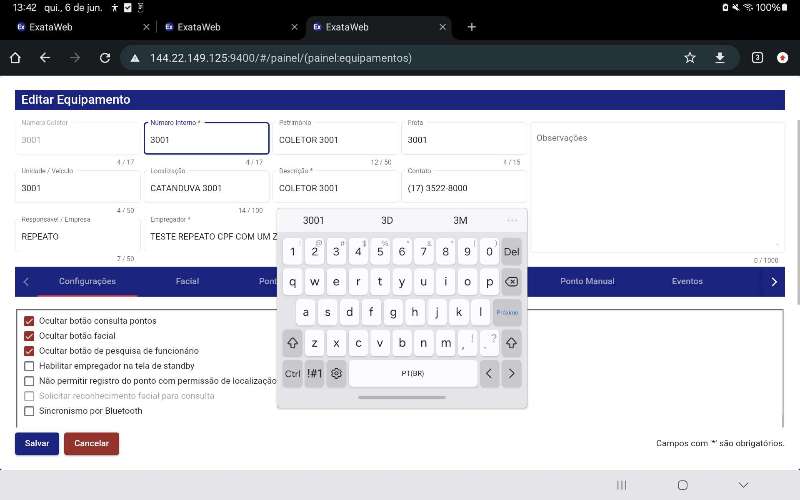 13:42 qui., 6 de jun. 100%
ExataWeb ExataWeb ExataWeb
144.22.149.125:9400/#/painel/(painel:equipamentos) 3
Editar Equipamento
Número Coletor Número Interno * Patrimônio Frota
3001 3001 COLETOR 3001 3001 Observações
4 / 17 4 / 17 12 / 50 4 / 15
Unidade / Veículo Localização Descrição * Contato
3001 CATANDUVA 3001 COLETOR 3001 (17) 3522-8000
4 / 50 14 / 100
Responsável / Empresa Empregador *
REPEATO TESTE REPEATO CPF COM UM Z
7 / 50 0 / 1000
3001 3D 3M ...
1 2 3 4 5 6 7 8 9 0 Del
q w e r t y u i o p
a s d f g h j k l Próximo
z x c v b n m , ! . ?
Ctrl !#1 PT(BR)
Configurações Facial Pont Ponto Manual Eventos
Ocultar botão consulta pontos
Ocultar botão facial
Ocultar botão de pesquisa de funcionário
Habilitar empregador na tela de standby
Não permitir registro do ponto com permissão de localização
Solicitar reconhecimento facial para consulta
Sincronismo por Bluetooth
Salvar Cancelar Campos com '*' são obrigatórios.